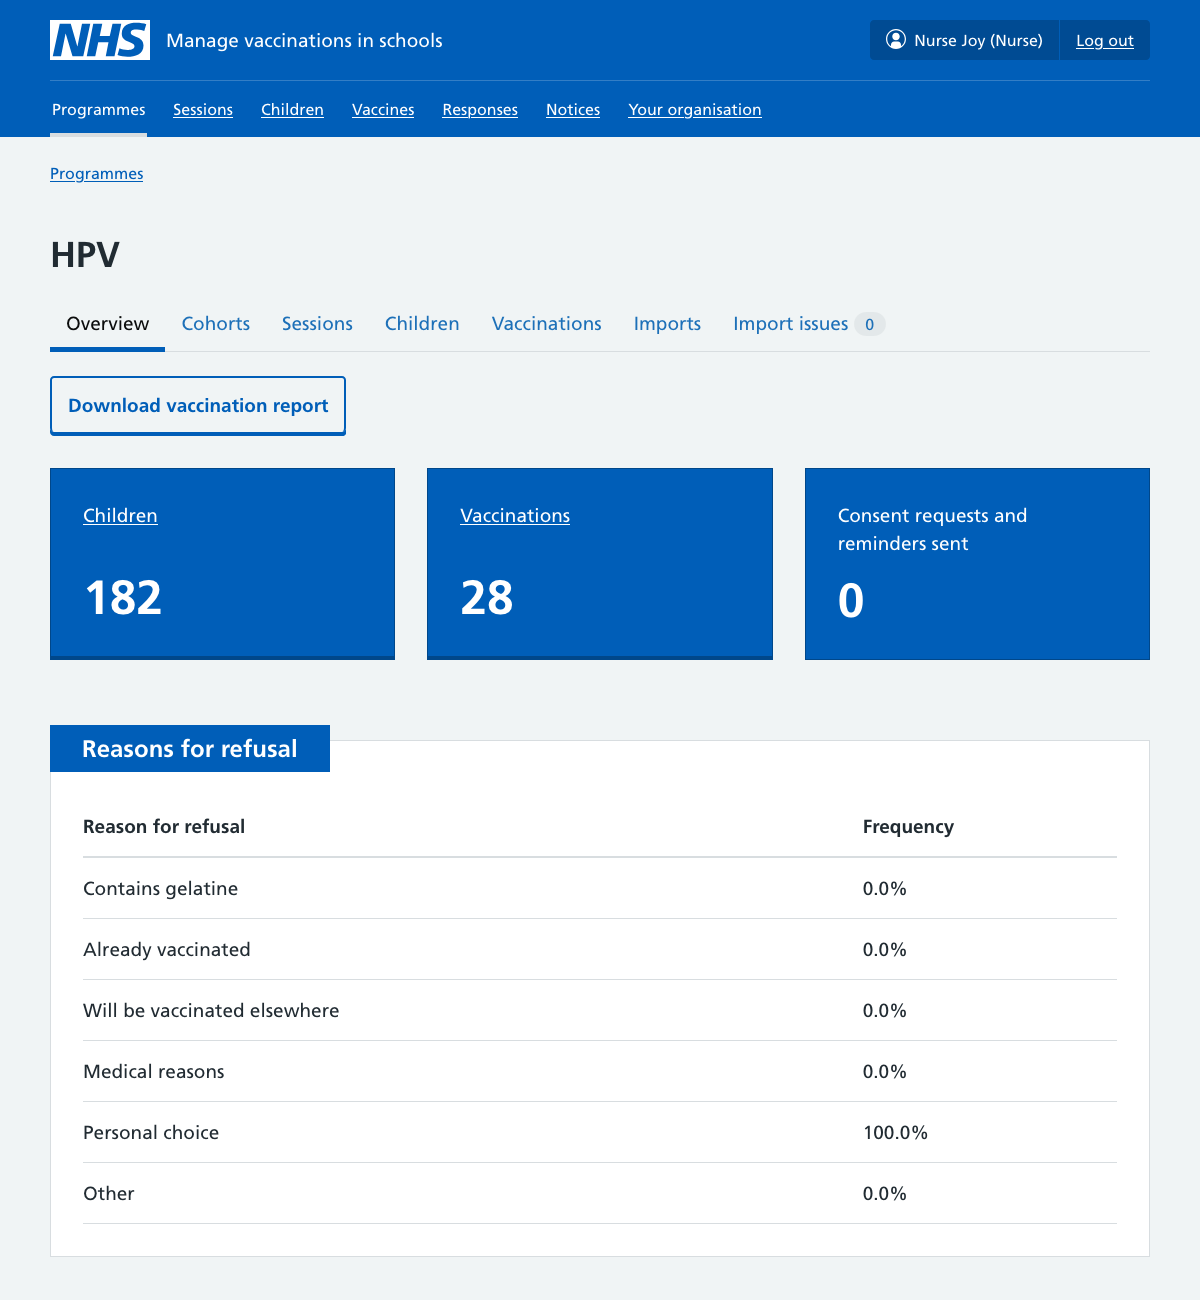 NHS Manage vaccinations in schools Nurse Joy (Nurse) Log out
Programmes Sessions Children Vaccines Responses Notices Your organisation
Programmes
HPV
Overview Cohorts Sessions Children Vaccinations Imports Import issues 0
Download vaccination report
Children
182
Vaccinations
28
Consent requests and
reminders sent
0
Reasons for refusal
Reason for refusal Frequency
Contains gelatine 0.0%
Already vaccinated 0.0%
Will be vaccinated elsewhere 0.0%
Medical reasons 0.0%
Personal choice 100.0%
Other 0.0%